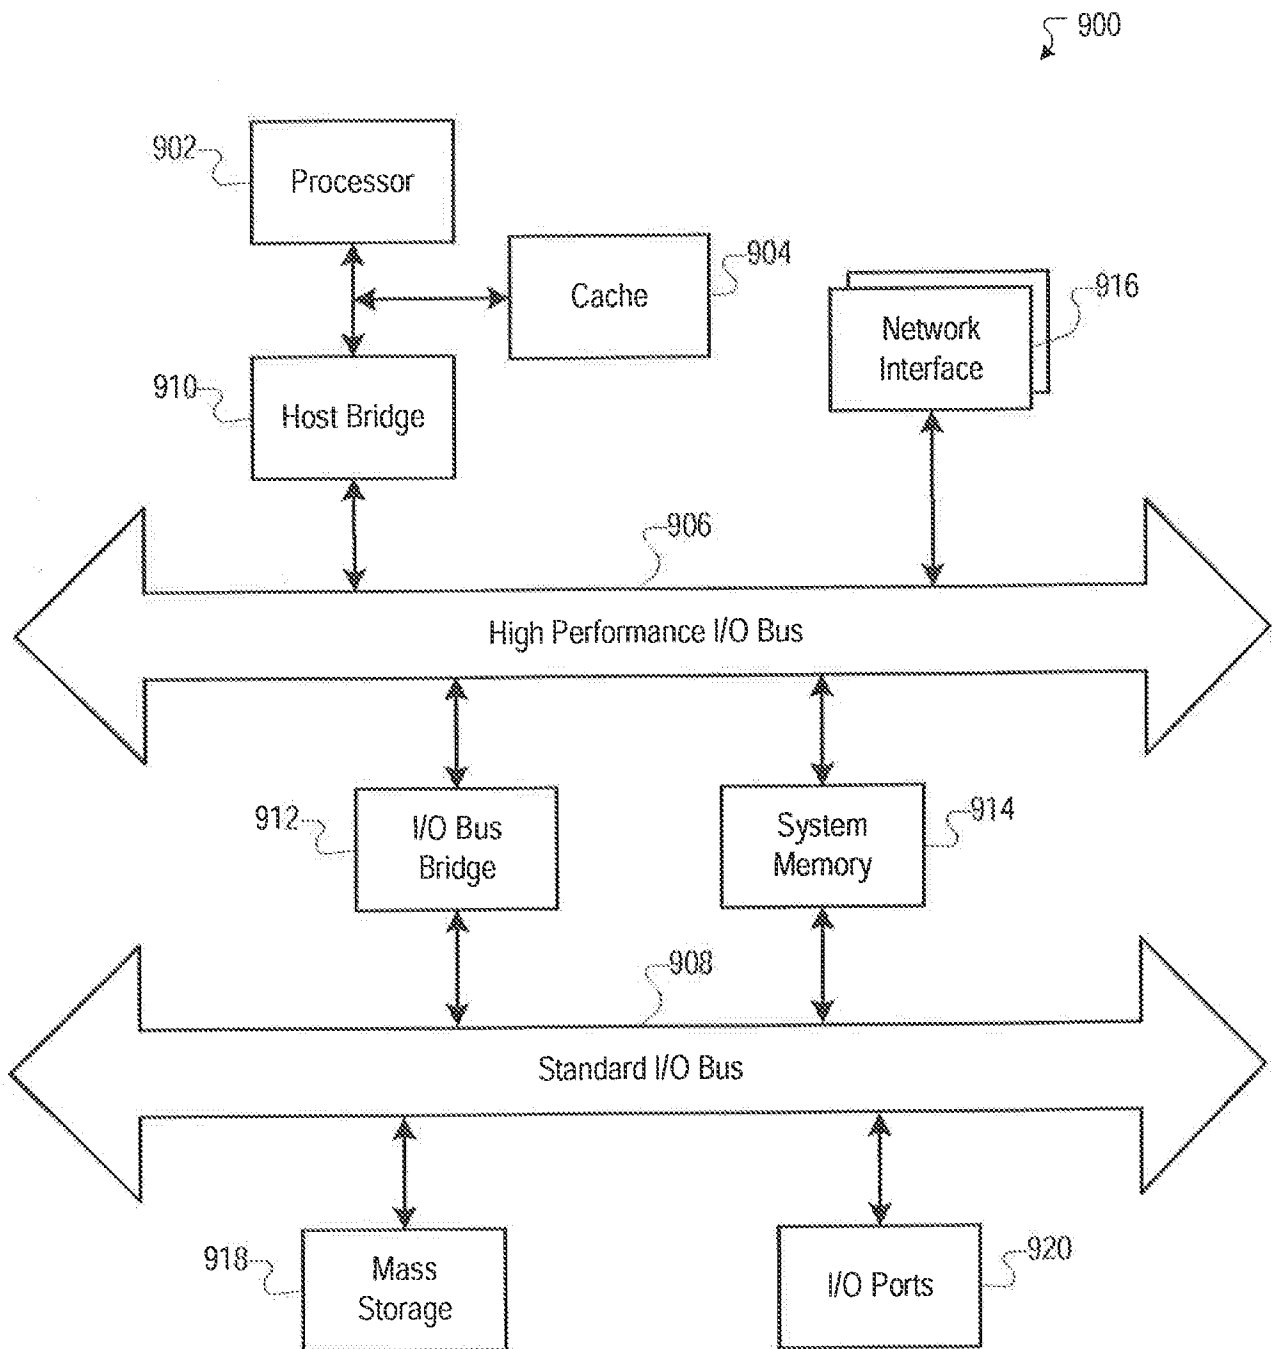 900
902
Processor
904
Cache
916
Network
Interface
910
Host Bridge
906
High Performance I/O Bus
912
I/O Bus
Bridge
System
Memory
914
908
Standard I/O Bus
918
Mass
Storage
I/O Ports
920